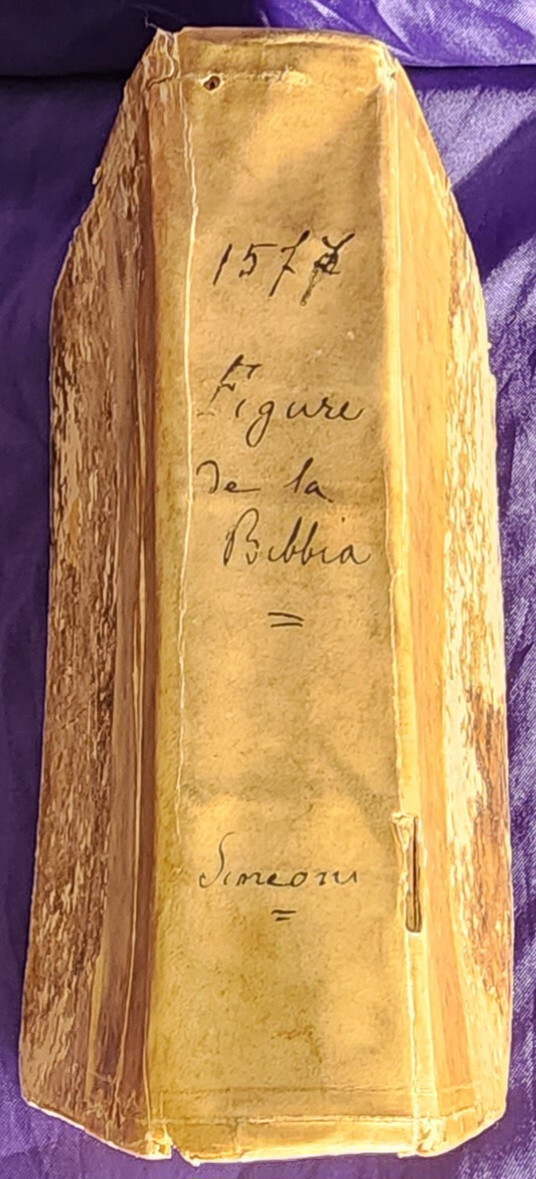 1577
Figure
de la
Bibbia
=
Simeoni
=